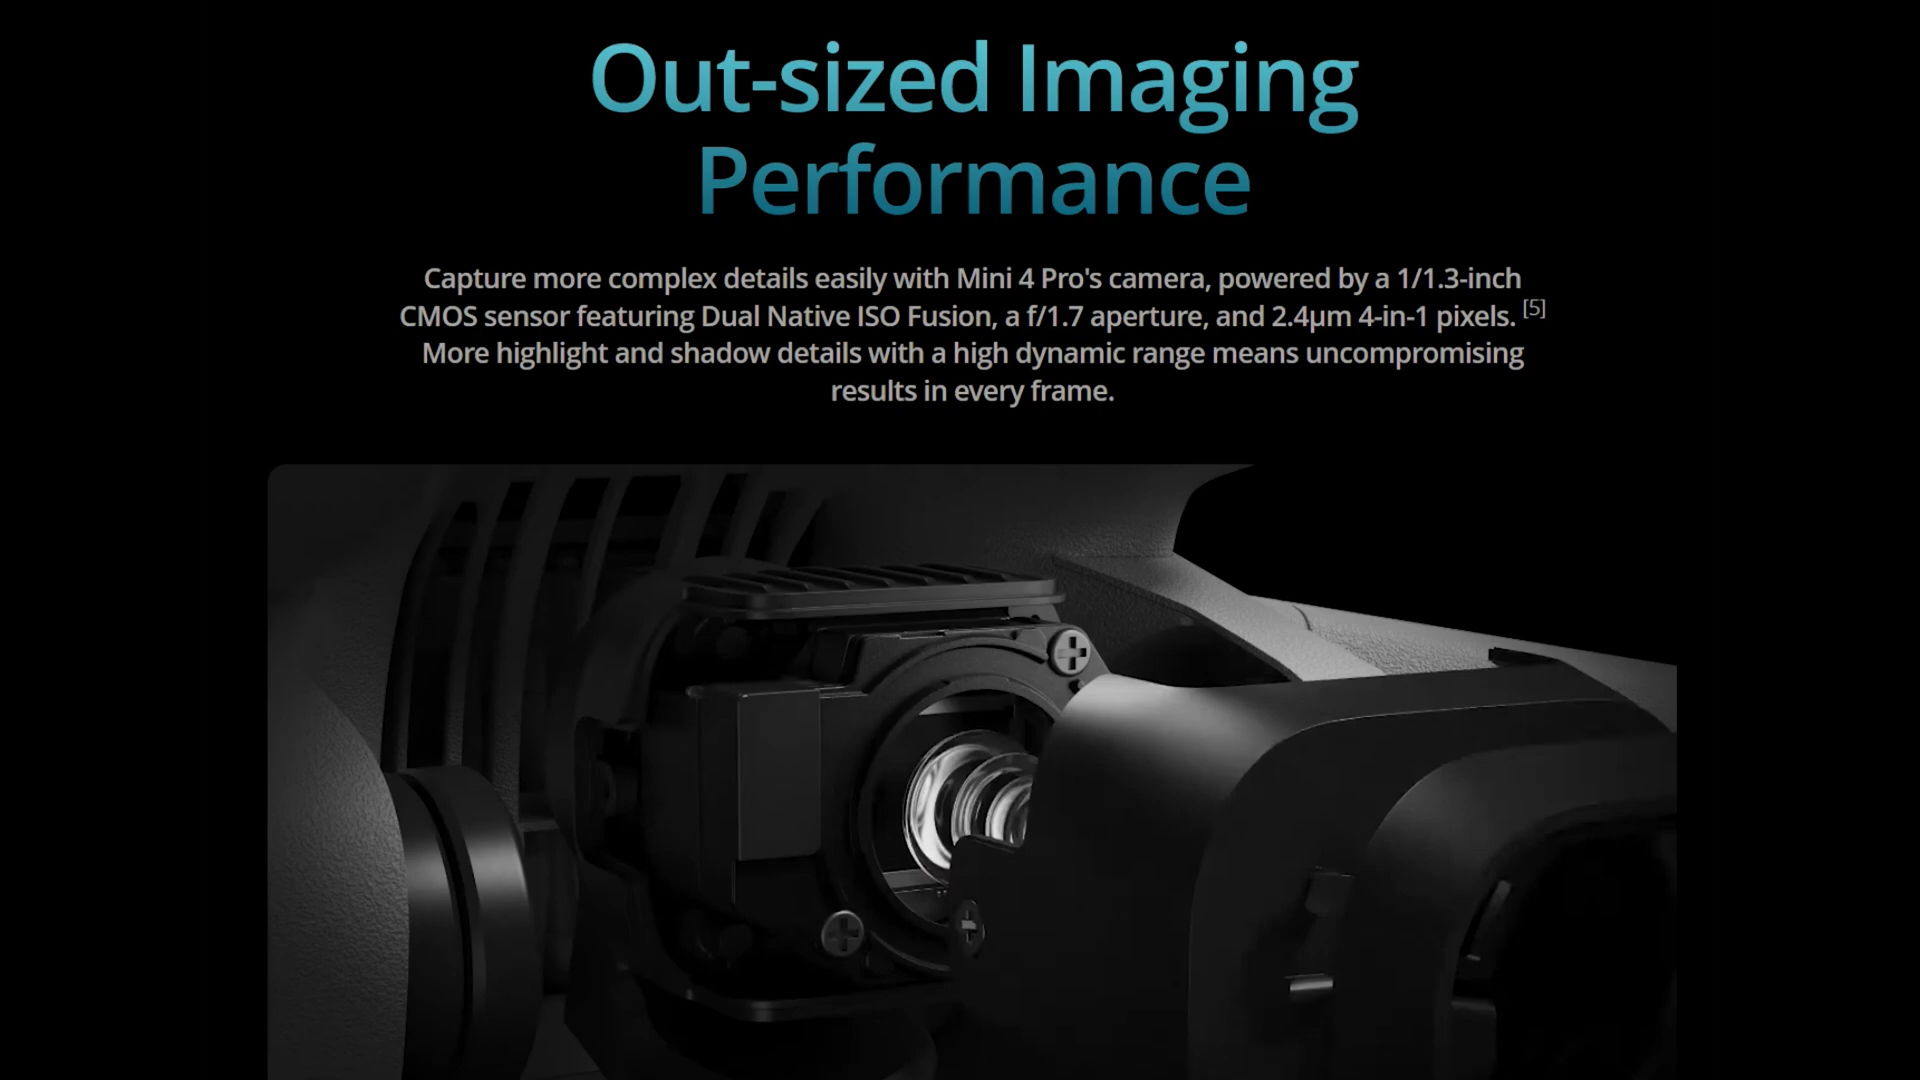 Out-sized Imaging
Performance
Capture more complex details easily with Mini 4 Pro's camera, powered by a 1/1.3-inch
CMOS sensor featuring Dual Native ISO Fusion, a f/1.7 aperture, and 2.4μm 4-in-1 pixels. [5]
More highlight and shadow details with a high dynamic range means uncompromising
results in every frame.